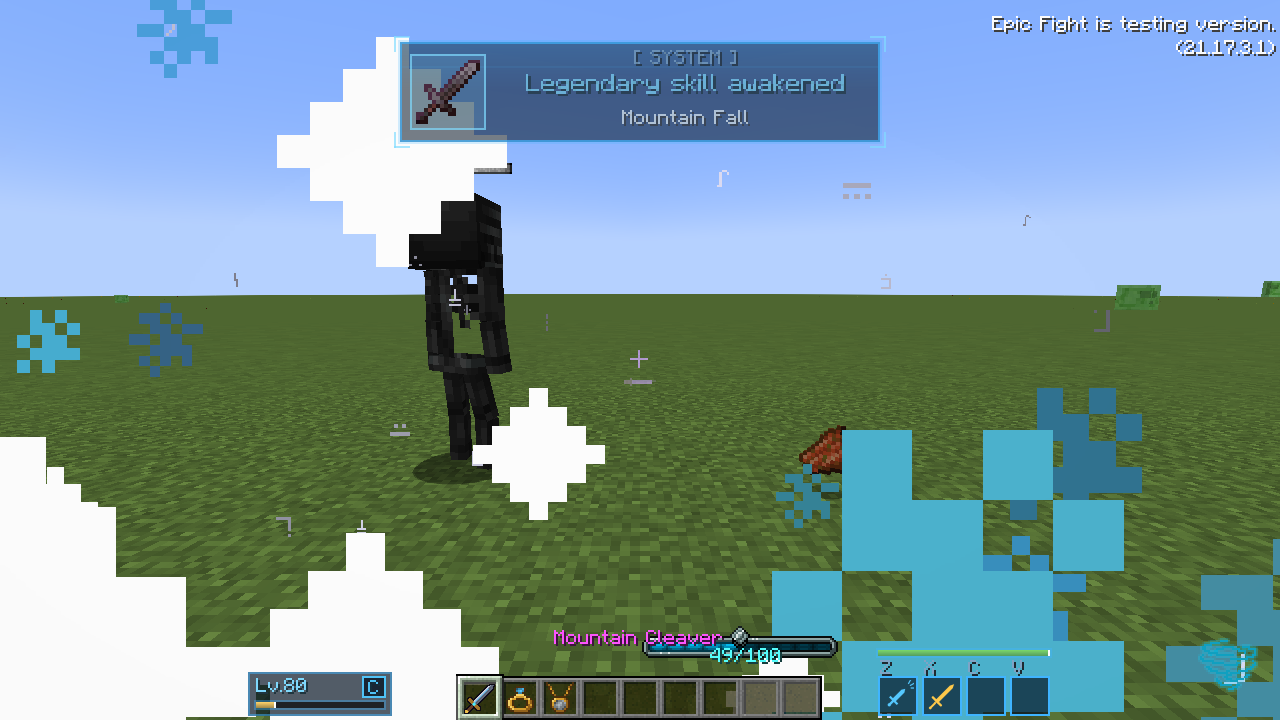 Epic Fight is testing version.
(21.17.3.1)
[ SYSTEM ]
Legendary skill awakened
Mountain Fall
Mountain Cleaver
49/100
Lv.80
C
Z X C V